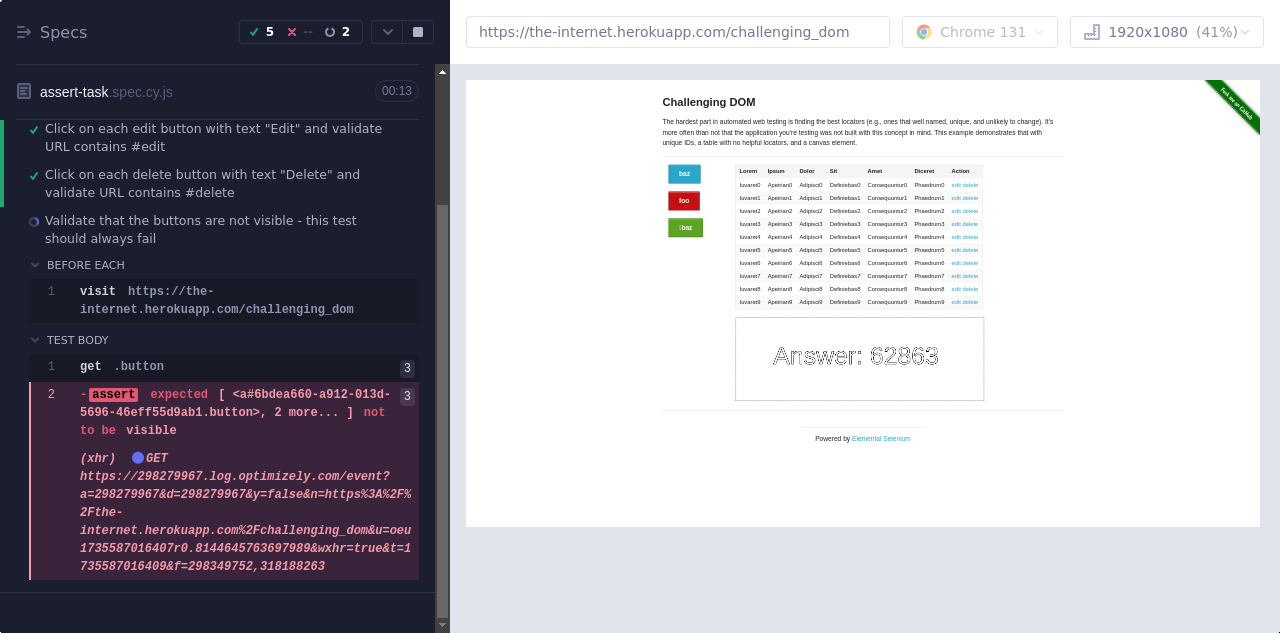 Specs
5
--
2
assert-task.spec.cy.js
00:13
Click on each edit button with text "Edit" and validate
URL contains #edit
Click on each delete button with text "Delete" and
validate URL contains #delete
Validate that the buttons are not visible - this test
should always fail
BEFORE EACH
1 visit https://the-
internet.herokuapp.com/challenging_dom
TEST BODY
1 get .button 3
2 -assert expected [ <a#6bdea660-a912-013d- 3
5696-46eff55d9ab1.button>, 2 more... ] not
to be visible
(xhr) GET
https://298279967.log.optimizely.com/event?
a=298279967&d=298279967&y=false&n=https%3A%2F%
2Fthe-
internet.herokuapp.com%2Fchallenging_dom&u=oeu
1735587016407r0.8144645763697989&wxhr=true&t=1
735587016409&f=298349752,318188263
https://the-internet.herokuapp.com/challenging_dom
Chrome 131
1920x1080 (41%)
Fork me on GitHub
Challenging DOM
The hardest part in automated web testing is finding the best locators (e.g., ones that well named, unique, and unlikely to change). It's
more often than not that the application you're testing was not built with this concept in mind. This example demonstrates that with
unique IDs, a table with no helpful locators, and a canvas element.
baz
foo
baz
Lorem Ipsum Dolor Sit Amet Diceret Action
Iuvaret0 Apeirian0 Adipisci0 Definiebas0 Consequuntur0 Phaedrum0 edit delete
Iuvaret1 Apeirian1 Adipisci1 Definiebas1 Consequuntur1 Phaedrum1 edit delete
Iuvaret2 Apeirian2 Adipisci2 Definiebas2 Consequuntur2 Phaedrum2 edit delete
Iuvaret3 Apeirian3 Adipisci3 Definiebas3 Consequuntur3 Phaedrum3 edit delete
Iuvaret4 Apeirian4 Adipisci4 Definiebas4 Consequuntur4 Phaedrum4 edit delete
Iuvaret5 Apeirian5 Adipisci5 Definiebas5 Consequuntur5 Phaedrum5 edit delete
Iuvaret6 Apeirian6 Adipisci6 Definiebas6 Consequuntur6 Phaedrum6 edit delete
Iuvaret7 Apeirian7 Adipisci7 Definiebas7 Consequuntur7 Phaedrum7 edit delete
Iuvaret8 Apeirian8 Adipisci8 Definiebas8 Consequuntur8 Phaedrum8 edit delete
Iuvaret9 Apeirian9 Adipisci9 Definiebas9 Consequuntur9 Phaedrum9 edit delete
Answer: 62863
Powered by Elemental Selenium